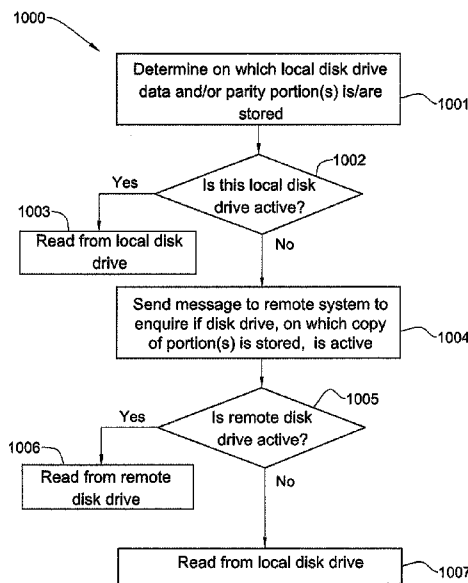 1000
Determine on which local disk drive
data and/or parity portion(s) is/are
stored
1001
1002
Is this local disk
drive active?
Yes
No
1003
Read from local disk
drive
Send message to remote system to
enquire if disk drive, on which copy
of portion(s) is stored, is active
1004
1005
Is remote disk
drive active?
Yes
No
1006
Read from remote
disk drive
Read from local disk drive
1007